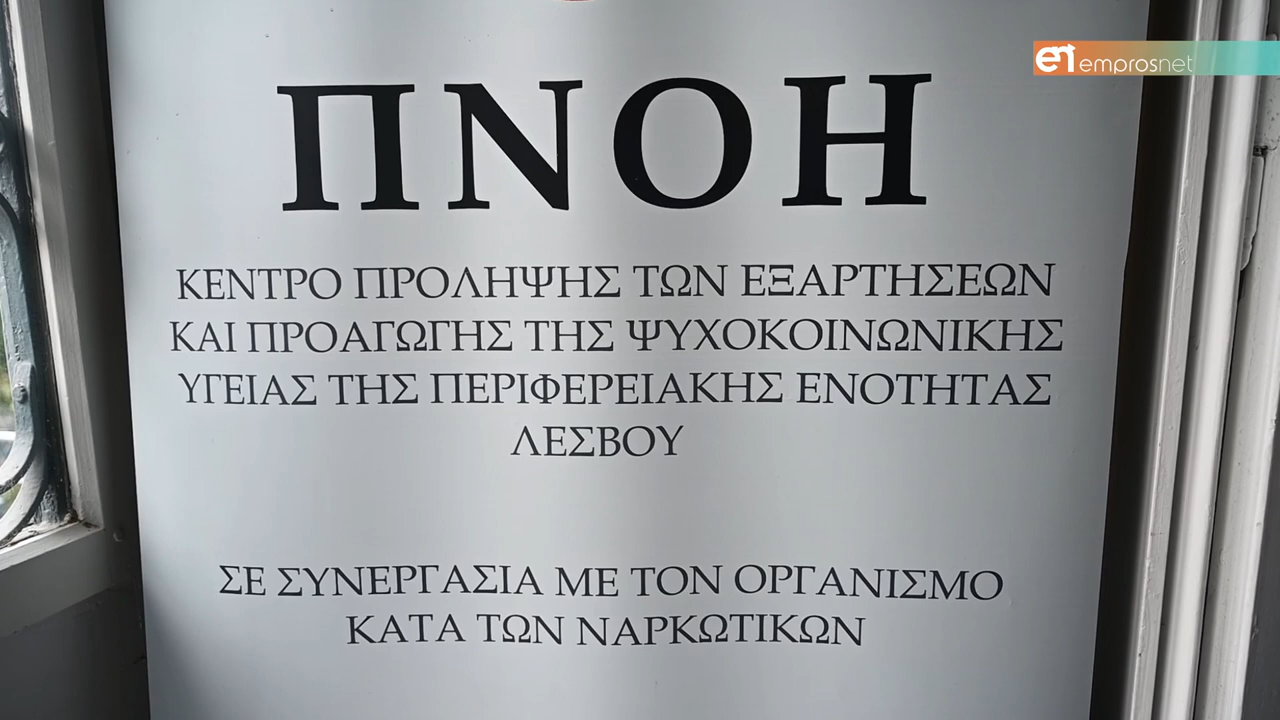 emprosnet
ΠΝΟΗ
ΚΕΝΤΡΟ ΠΡΟΛΗΨΗΣ ΤΩΝ ΕΞΑΡΤΗΣΕΩΝ
ΚΑΙ ΠΡΟΑΓΩΓΗΣ ΤΗΣ ΨΥΧΟΚΟΙΝΩΝΙΚΗΣ
ΥΓΕΙΑΣ ΤΗΣ ΠΕΡΙΦΕΡΕΙΑΚΗΣ ΕΝΟΤΗΤΑΣ
ΛΕΣΒΟΥ
ΣΕ ΣΥΝΕΡΓΑΣΙΑ ΜΕ ΤΟΝ ΟΡΓΑΝΙΣΜΟ
ΚΑΤΑ ΤΩΝ ΝΑΡΚΩΤΙΚΩΝ